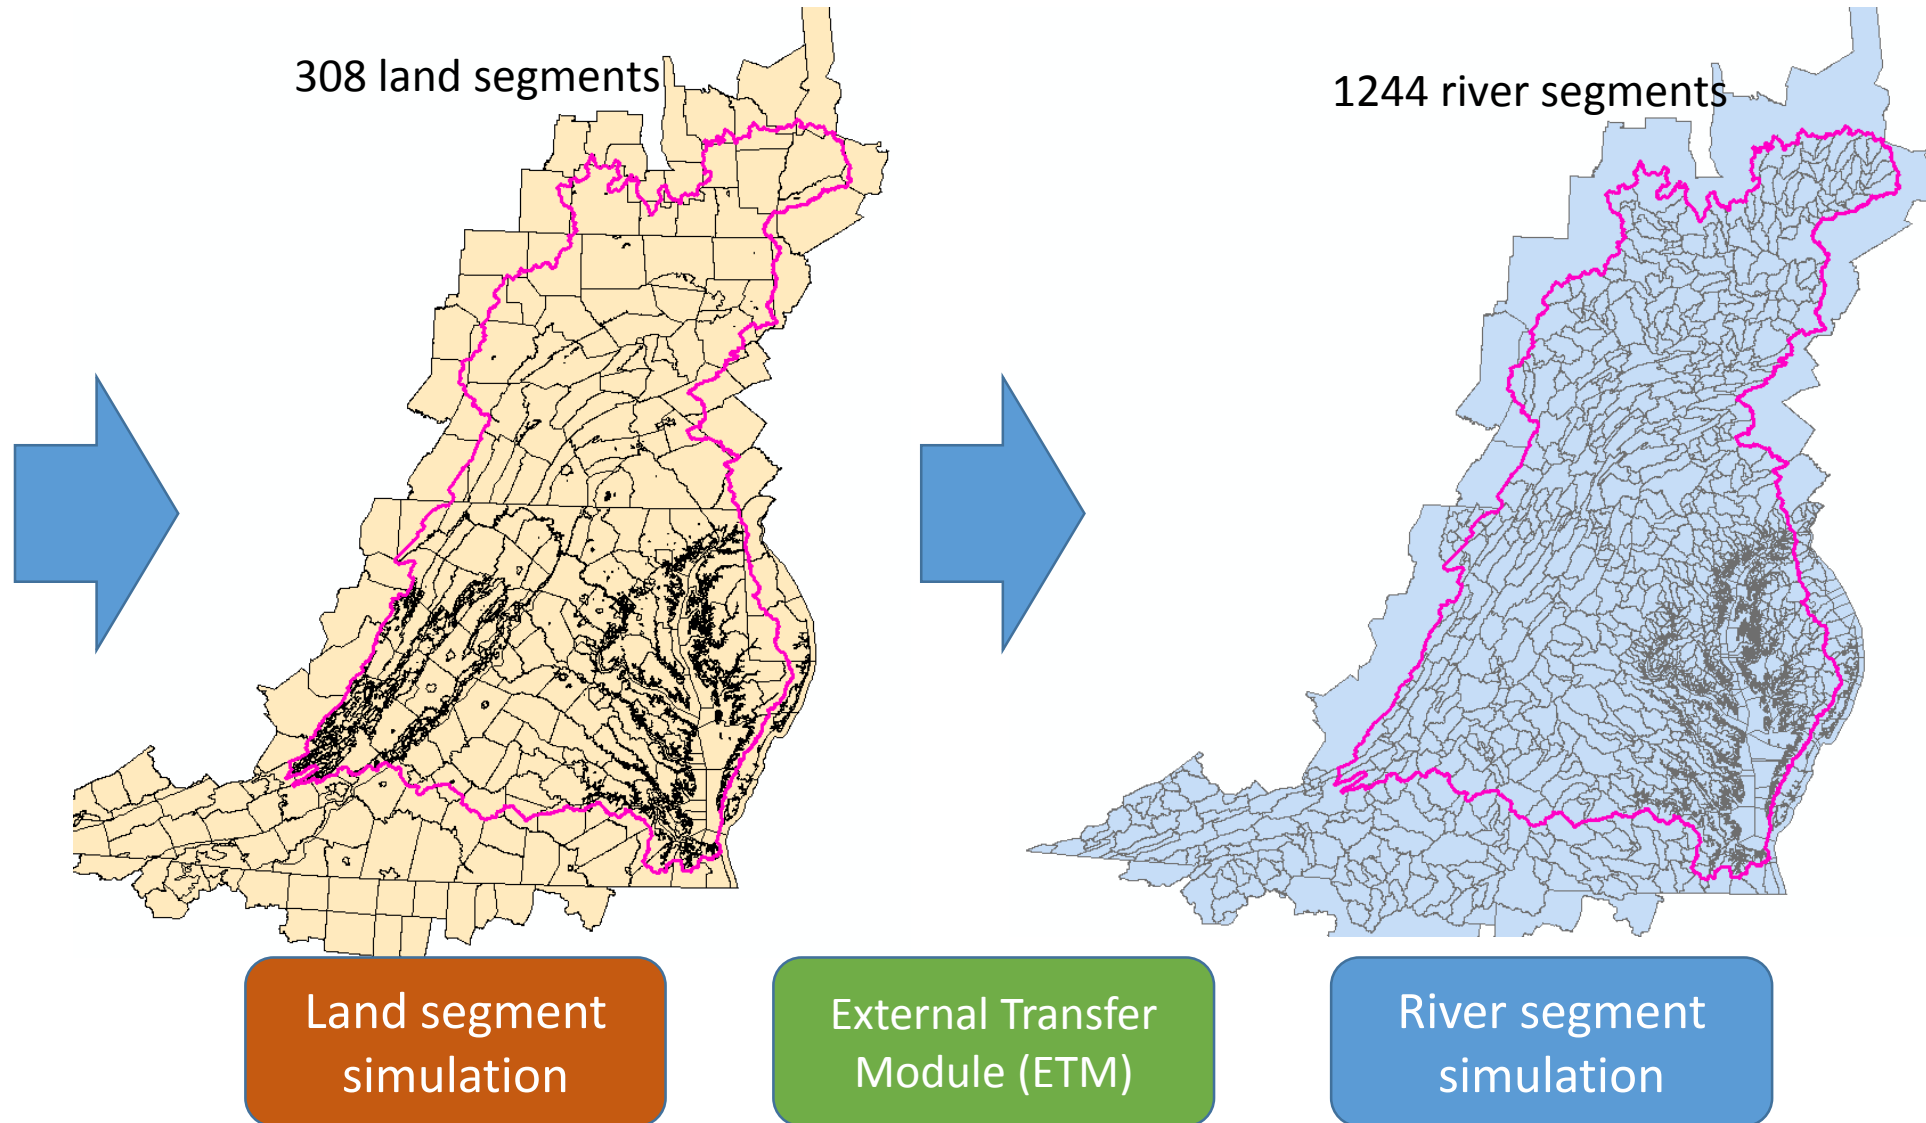 308 land segments
1244 river segments
Land segment
simulation
External Transfer
Module (ETM)
River segment
simulation